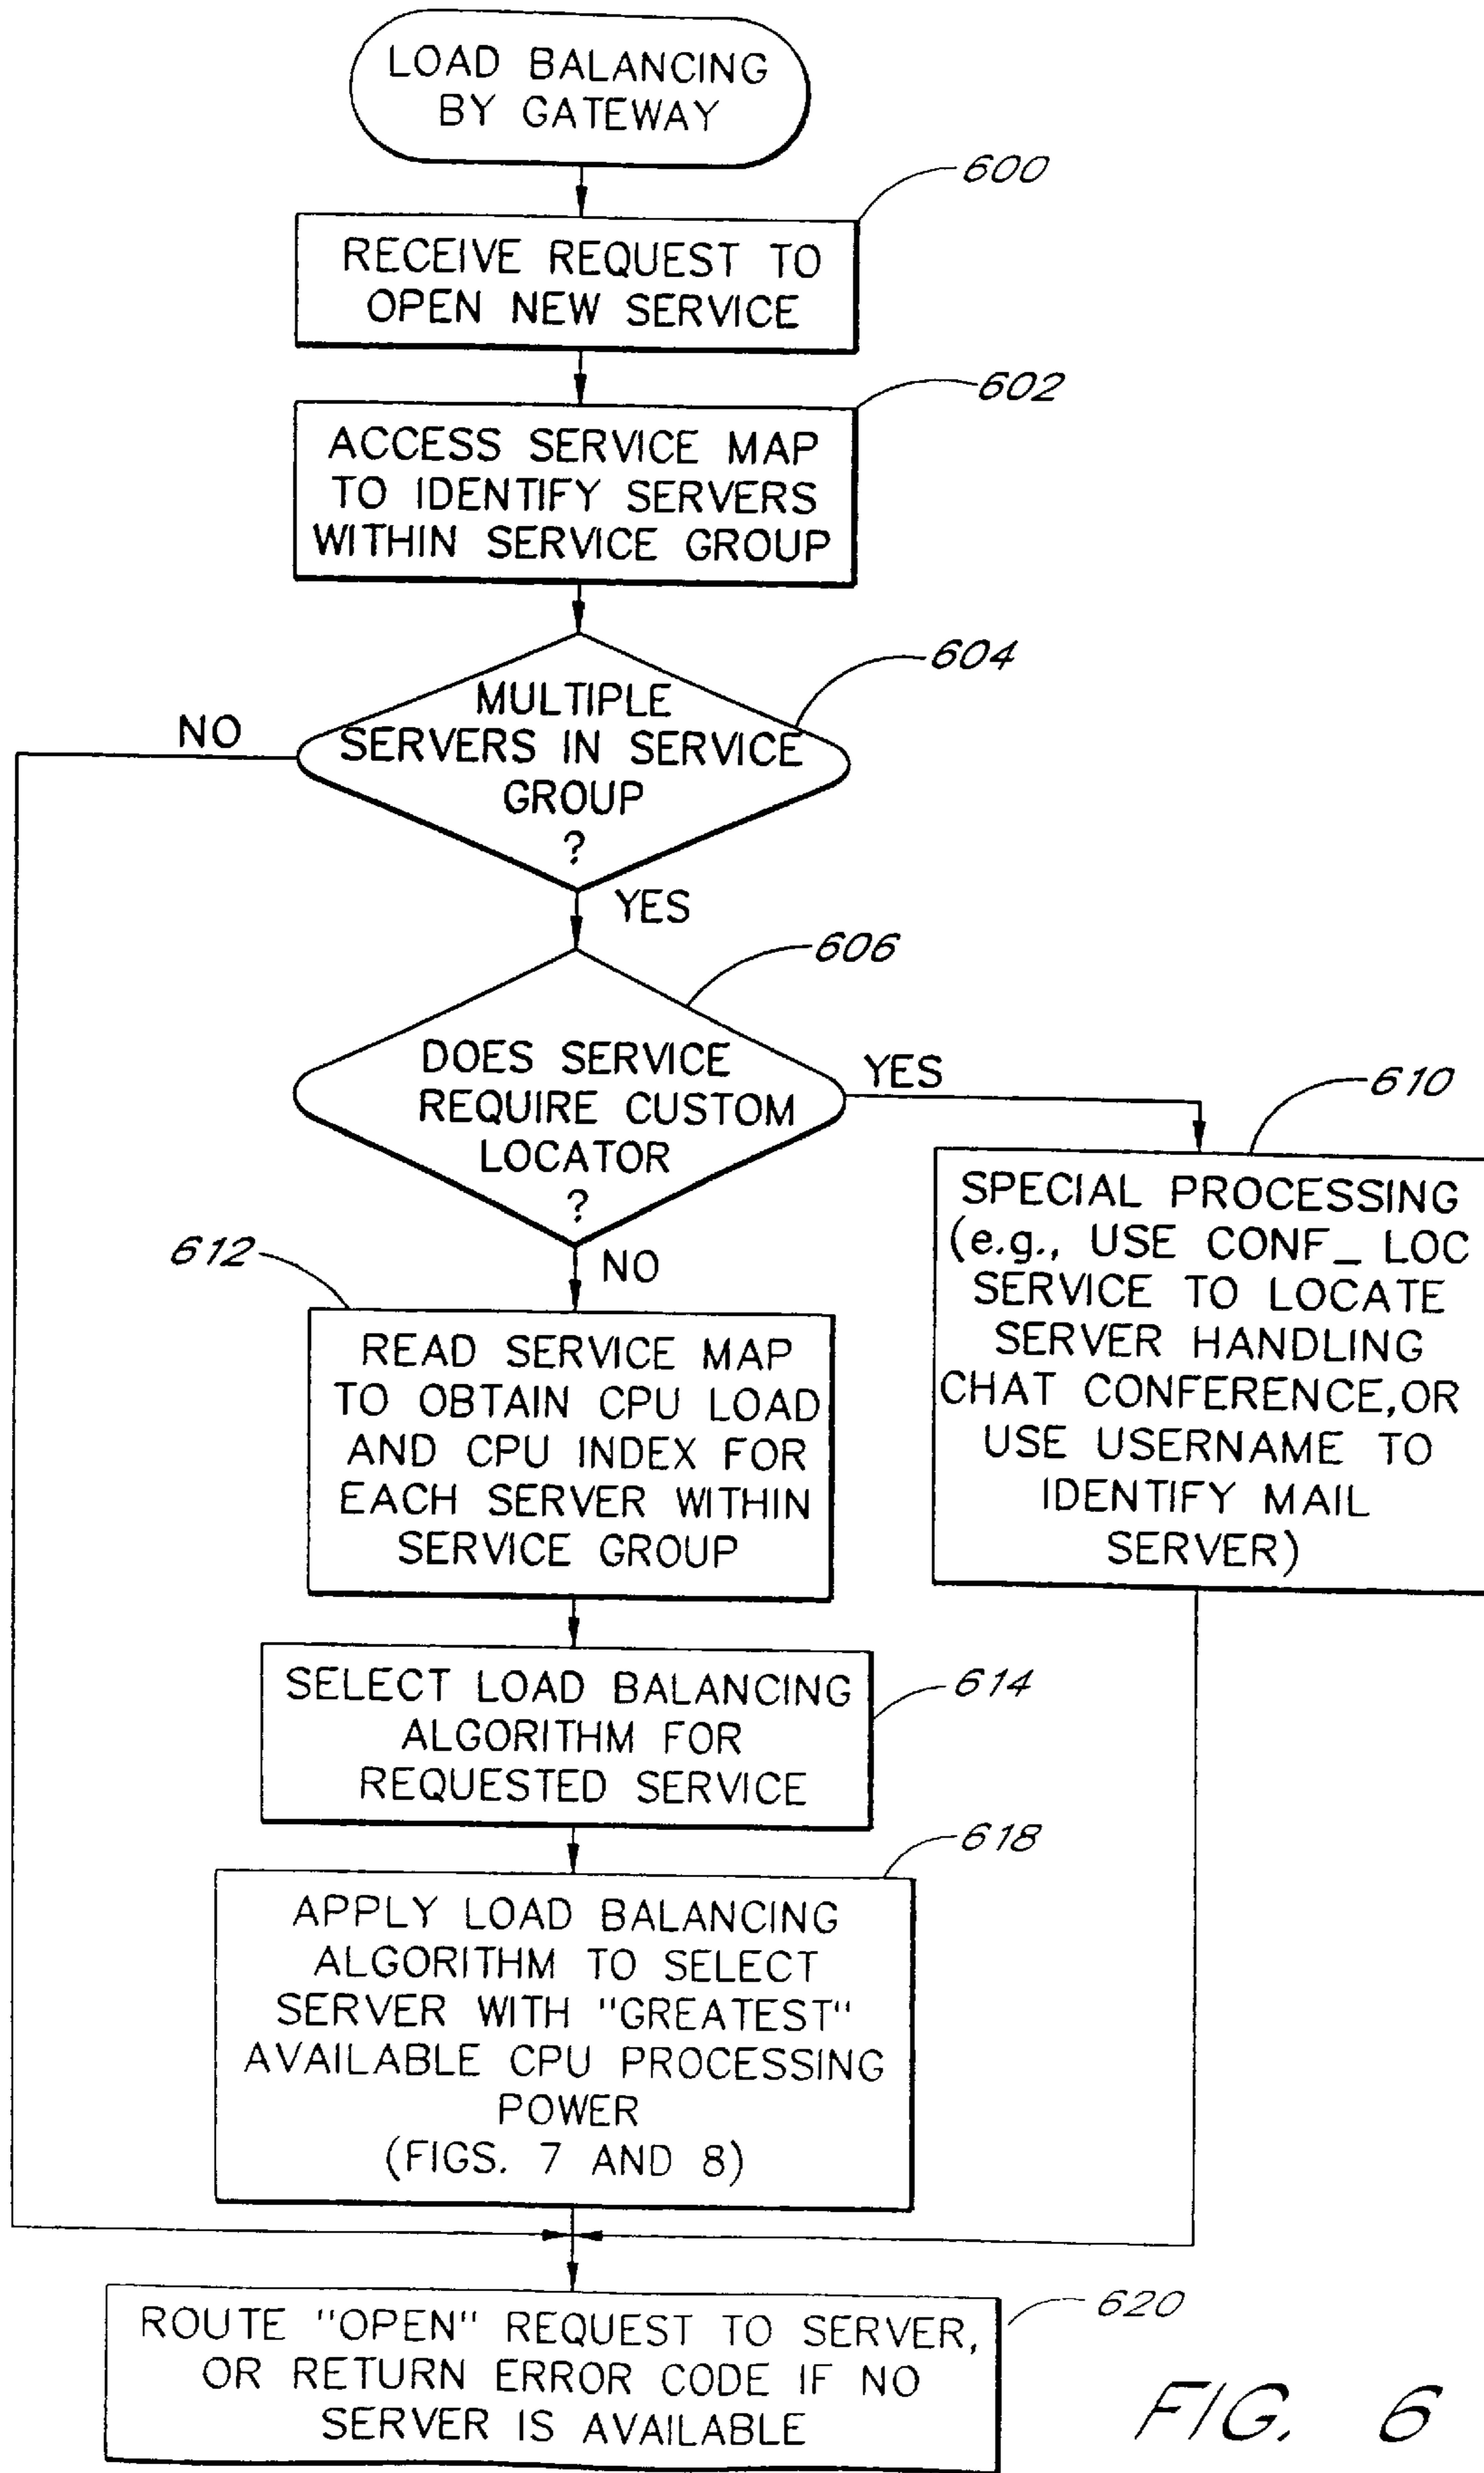 LOAD BALANCING
BY GATEWAY
600
RECEIVE REQUEST TO
OPEN NEW SERVICE
602
ACCESS SERVICE MAP
TO IDENTIFY SERVERS
WITHIN SERVICE GROUP
604
MULTIPLE
SERVERS IN SERVICE
GROUP
?
NO
YES
606
DOES SERVICE
REQUIRE CUSTOM
LOCATOR
?
YES
NO
610
SPECIAL PROCESSING
(e.g., USE CONF_ LOC
SERVICE TO LOCATE
SERVER HANDLING
CHAT CONFERENCE,OR
USE USERNAME TO
IDENTIFY MAIL
SERVER)
612
READ SERVICE MAP
TO OBTAIN CPU LOAD
AND CPU INDEX FOR
EACH SERVER WITHIN
SERVICE GROUP
614
SELECT LOAD BALANCING
ALGORITHM FOR
REQUESTED SERVICE
618
APPLY LOAD BALANCING
ALGORITHM TO SELECT
SERVER WITH "GREATEST"
AVAILABLE CPU PROCESSING
POWER
(FIGS. 7 AND 8)
620
ROUTE "OPEN" REQUEST TO SERVER,
OR RETURN ERROR CODE IF NO
SERVER IS AVAILABLE
FIG. 6